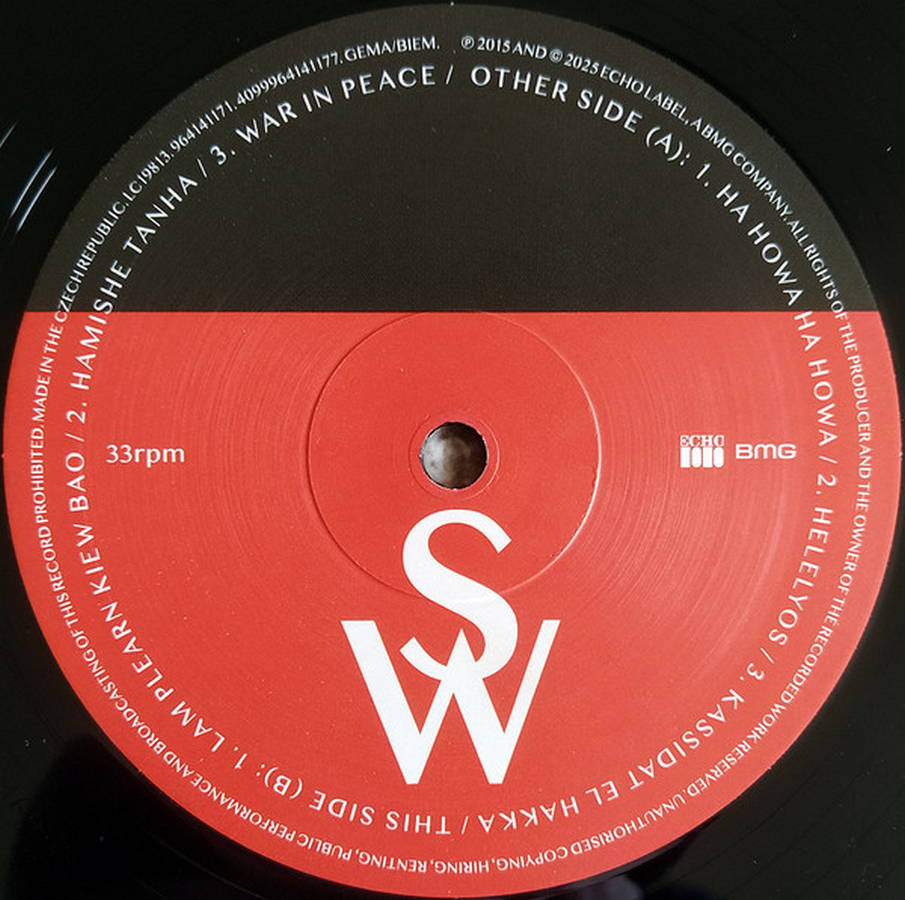 ℗ 2015 AND © 2025 ECHO LABEL, A BMG COMPANY. ALL RIGHTS OF THE PRODUCER AND THE OWNER OF THE RECORDED WORK RESERVED. UNAUTHORISED COPYING, HIRING, RENTING, PUBLIC PERFORMANCE AND BROADCASTING OF THIS RECORD PROHIBITED. MADE IN THE CZECH REPUBLIC. LC19813. 964141171. 4099964141177. GEMA/BIEM.
OTHER SIDE (A): 1. HA HOWA HA HOWA / 2. HELELYOS / 3. KASSIDAT EL HAKKA / THIS SIDE (B): 1. LAM PLEARN KIEW BAO / 2. HAMISHE TANHA / 3. WAR IN PEACE /
33rpm
ECHO BMG
SW